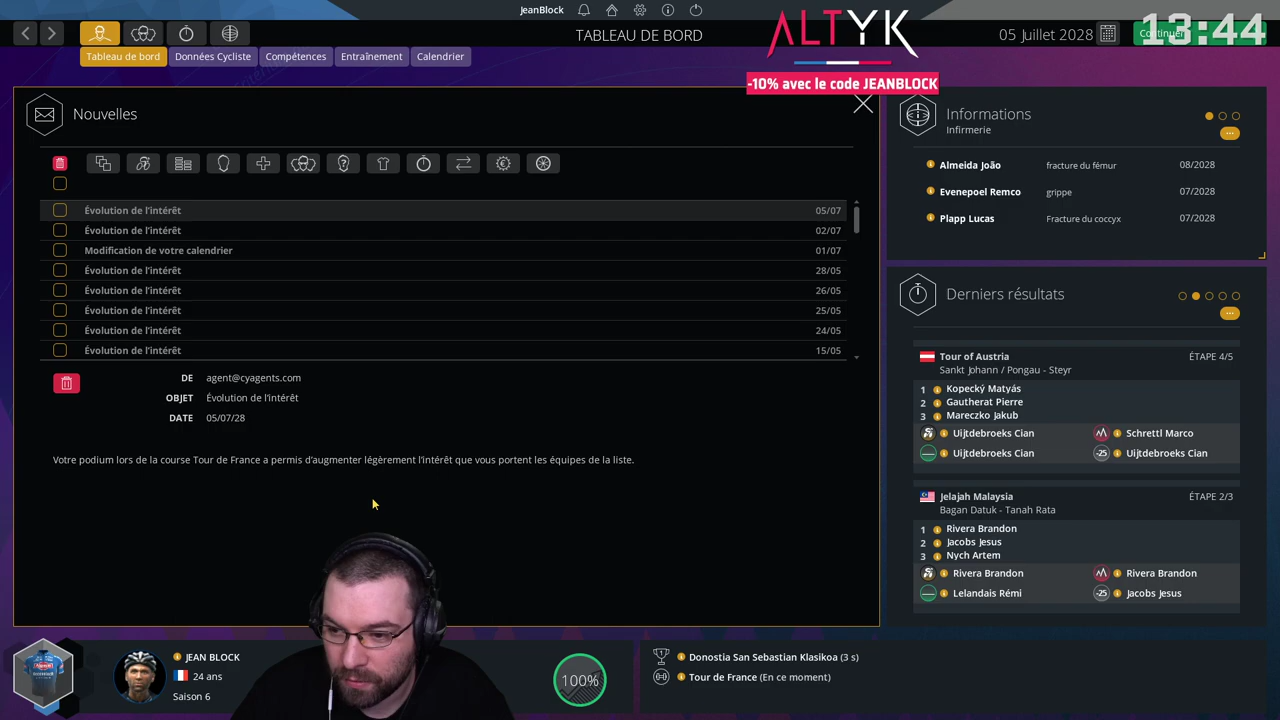 JeanBlock
TABLEAU DE BORD
ALTYK
05 Juillet 2028
13:44
-10% avec le code JEANBLOCK
Tableau de bord
Données Cycliste
Compétences
Entraînement
Calendrier
Nouvelles
Évolution de l'intérêt 05/07
Évolution de l'intérêt 02/07
Modification de votre calendrier 01/07
Évolution de l'intérêt 28/05
Évolution de l'intérêt 26/05
Évolution de l'intérêt 25/05
Évolution de l'intérêt 24/05
Évolution de l'intérêt 15/05
DE agent@cyagents.com
OBJET Évolution de l'intérêt
DATE 05/07/28
Votre podium lors de la course Tour de France a permis d'augmenter légèrement l'intérêt que vous portent les équipes de la liste.
Informations
Infirmerie
Almeida João fracture du fémur 08/2028
Evenepoel Remco grippe 07/2028
Plapp Lucas Fracture du coccyx 07/2028
Derniers résultats
Tour of Austria ÉTAPE 4/5
Sankt Johann / Pongau - Steyr
1 Kopecký Matyás
2 Gautherat Pierre
3 Mareczko Jakub
Uijtdebroeks Cian Schrettl Marco
Uijtdebroeks Cian -25 Uijtdebroeks Cian
Jelajah Malaysia ÉTAPE 2/3
Bagan Datuk - Tanah Rata
1 Rivera Brandon
2 Jacobs Jesus
3 Nych Artem
Rivera Brandon Rivera Brandon
Lelandais Rémi -25 Jacobs Jesus
JEAN BLOCK
24 ans
Saison 6
100%
Donostia San Sebastian Klasikoa (3 s)
Tour de France (En ce moment)